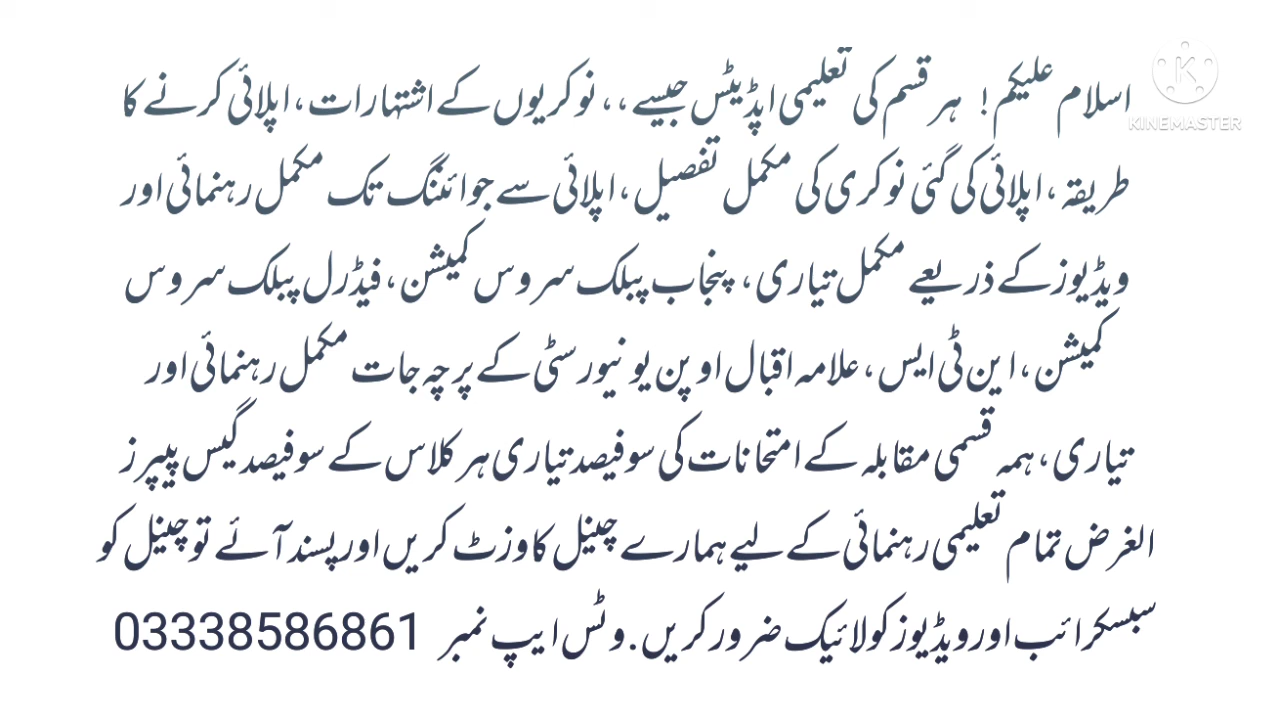 اسلام علیکم! ہر قسم کی تعلیمی اپڈیٹس جیسے ،، نوکریوں کے اشتہارات، اپلائی کرنے کا
KINEMASTER
طریقہ، اپلائی کی گئی نوکری کی مکمل تفصیل، اپلائی سے جوائننگ تک مکمل رہنمائی اور
ویڈیوز کے ذریعے مکمل تیاری، پنجاب پبلک سروس کمیشن، فیڈرل پبلک سروس
کمیشن، این ٹی ایس، علامہ اقبال اوپن یونیورسٹی کے پرچہ جات مکمل رہنمائی اور
تیاری، ہمہ قسمی مقابلہ کے امتحانات کی سوفیصد تیاری ہر کلاس کے سوفیصد گیس پیپرز
الغرض تمام تعلیمی رہنمائی کے لیے ہمارے چینل کا وزٹ کریں اور پسند آئے تو چینل کو
سبسکرائب اور ویڈیوز کو لائیک ضرور کریں. وٹس ایپ نمبر 03338586861